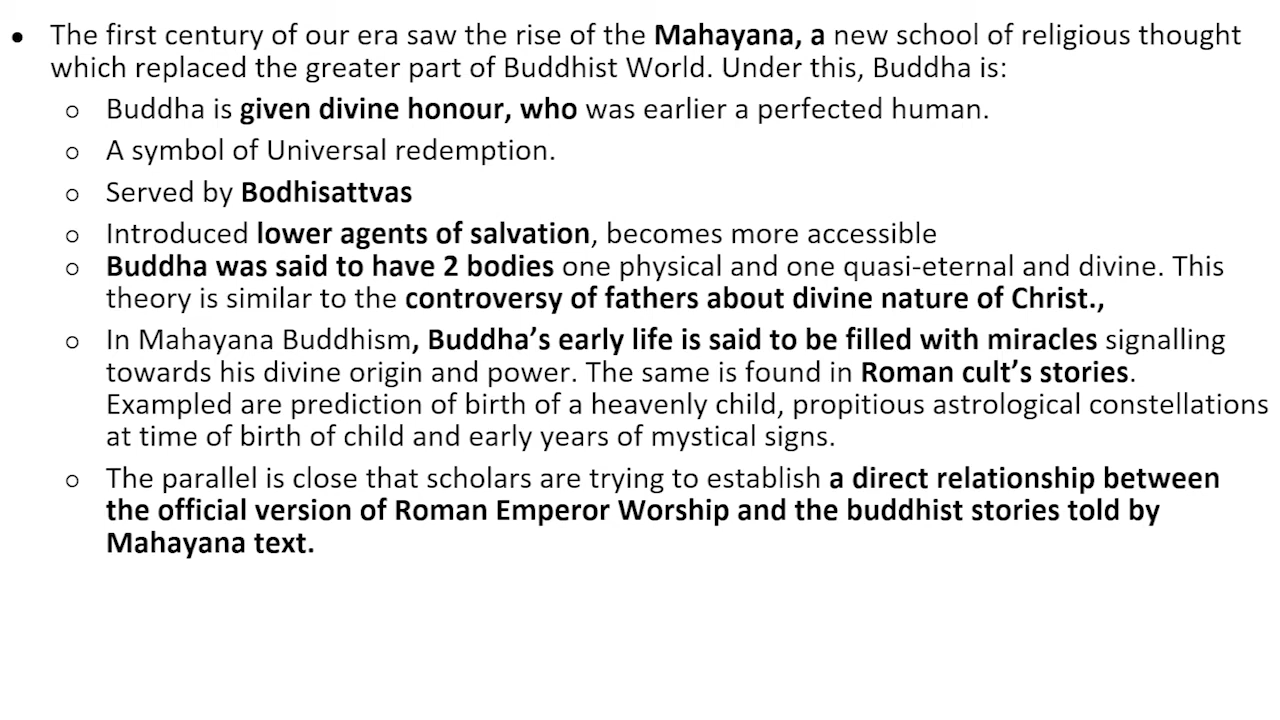 ● The first century of our era saw the rise of the Mahayana, a new school of religious thought
which replaced the greater part of Buddhist World. Under this, Buddha is:
○ Buddha is given divine honour, who was earlier a perfected human.
○ A symbol of Universal redemption.
○ Served by Bodhisattvas
○ Introduced lower agents of salvation, becomes more accessible
○ Buddha was said to have 2 bodies one physical and one quasi-eternal and divine. This
theory is similar to the controversy of fathers about divine nature of Christ.,
○ In Mahayana Buddhism, Buddha’s early life is said to be filled with miracles signalling
towards his divine origin and power. The same is found in Roman cult’s stories.
Exampled are prediction of birth of a heavenly child, propitious astrological constellations
at time of birth of child and early years of mystical signs.
○ The parallel is close that scholars are trying to establish a direct relationship between
the official version of Roman Emperor Worship and the buddhist stories told by
Mahayana text.